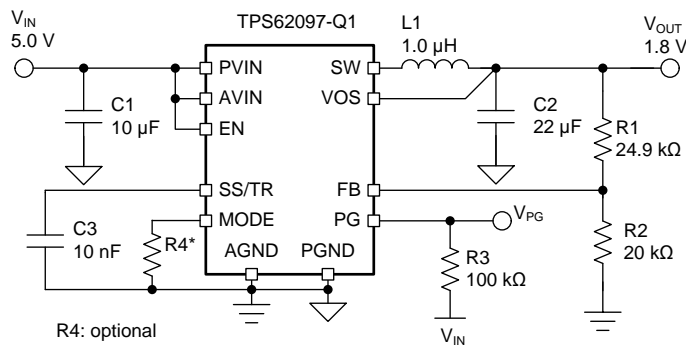 TPS62097-Q1
VIN
5.0 V
L1
1.0 µH
VOUT
1.8 V
PVIN
SW
AVIN
VOS
EN
C1
10 µF
C2
22 µF
R1
24.9 kΩ
SS/TR
FB
MODE
PG
VPG
C3
10 nF
R4*
AGND
PGND
R3
100 kΩ
R2
20 kΩ
VIN
R4: optional